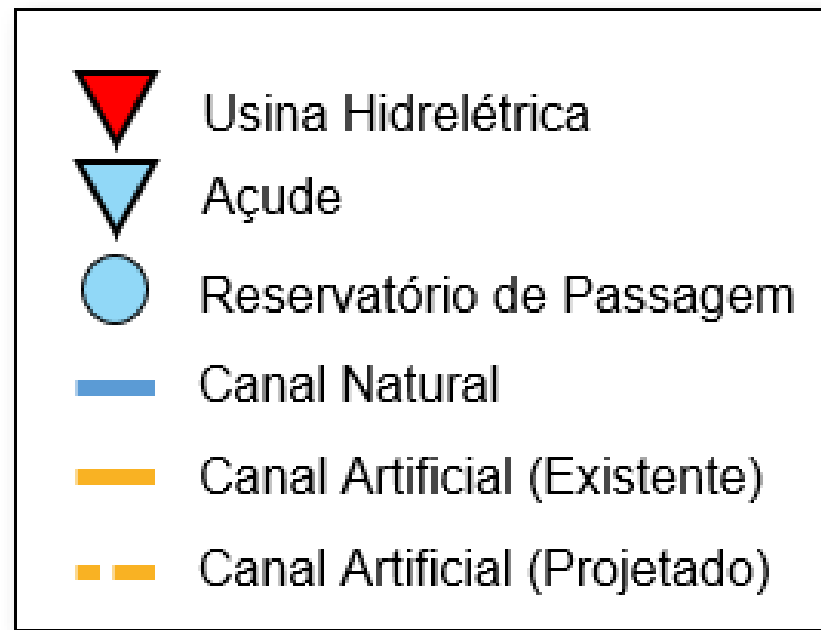 Usina Hidrelétrica
Açude
Reservatório de Passagem
Canal Natural
Canal Artificial (Existente)
Canal Artificial (Projetado)